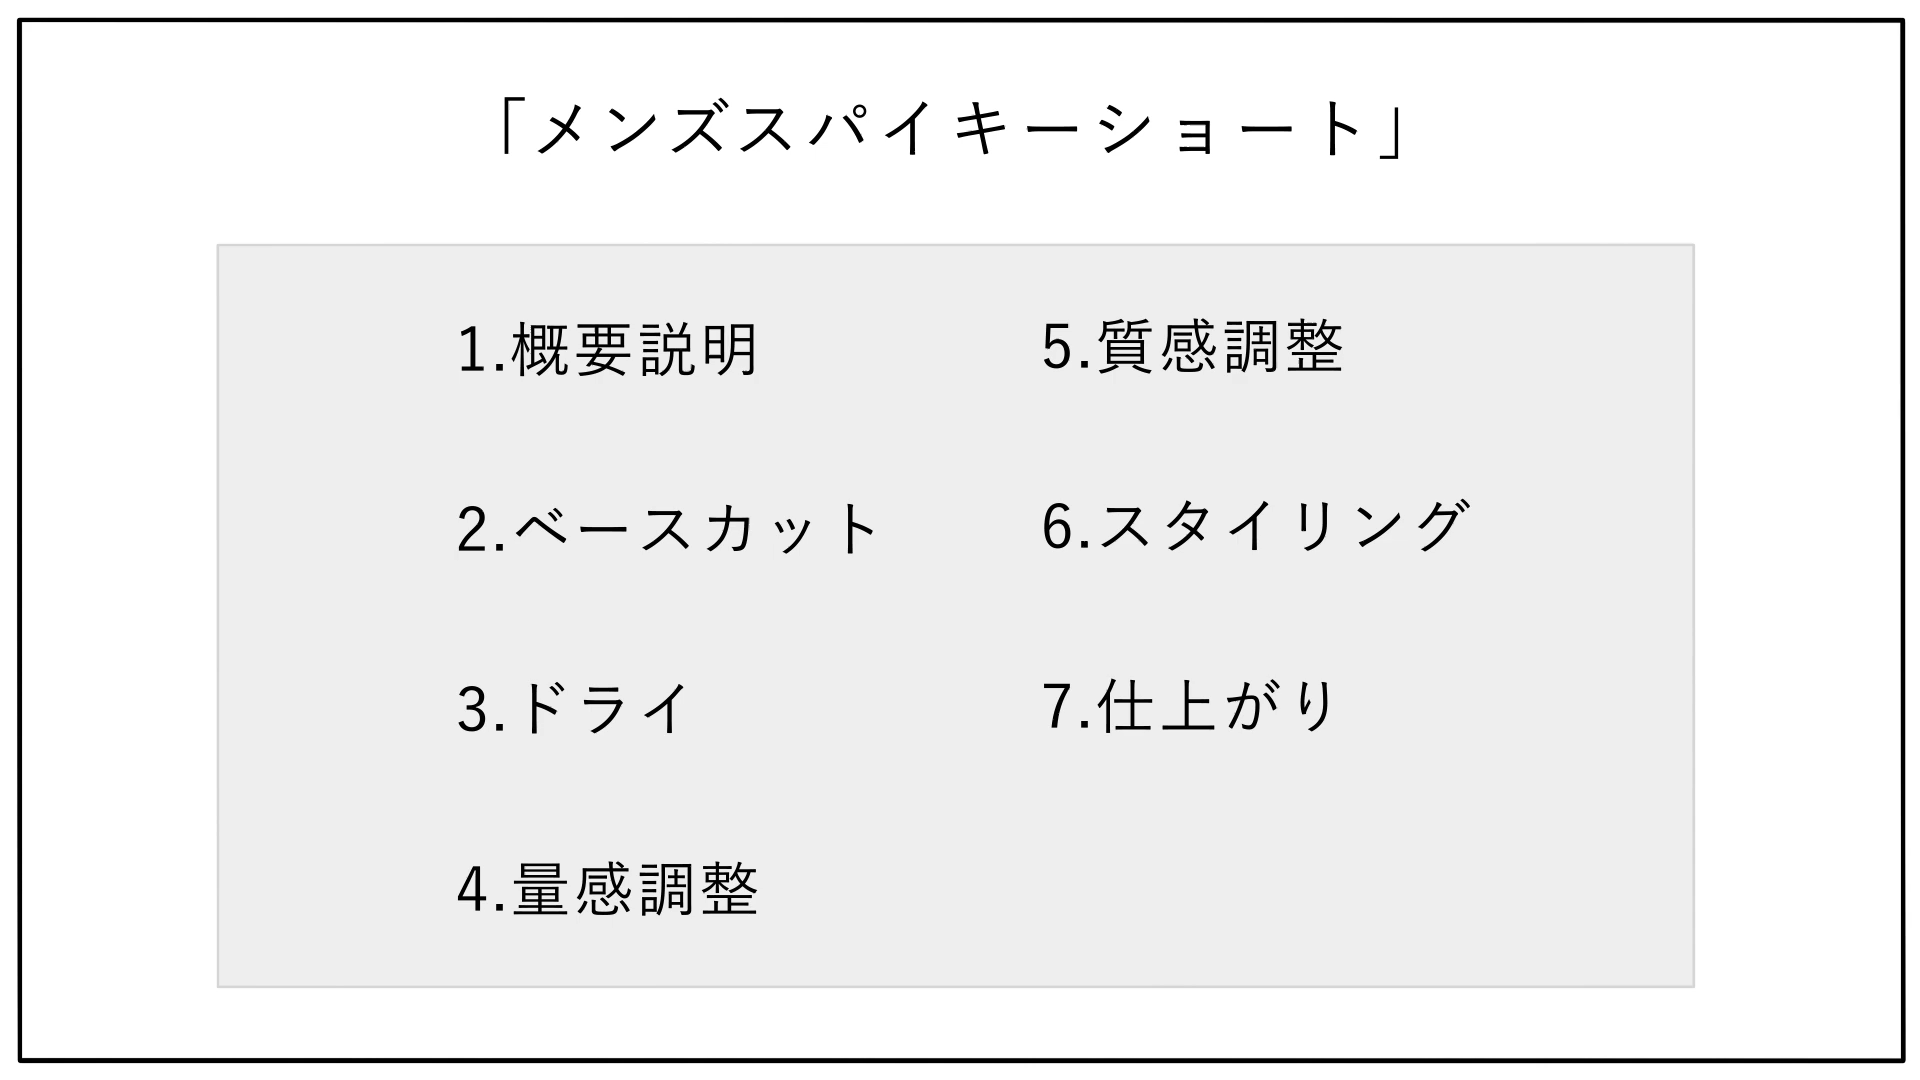 「メンズスパイキーショート」
1.概要説明
2.ベースカット
3.ドライ
4.量感調整
5.質感調整
6.スタイリング
7.仕上がり